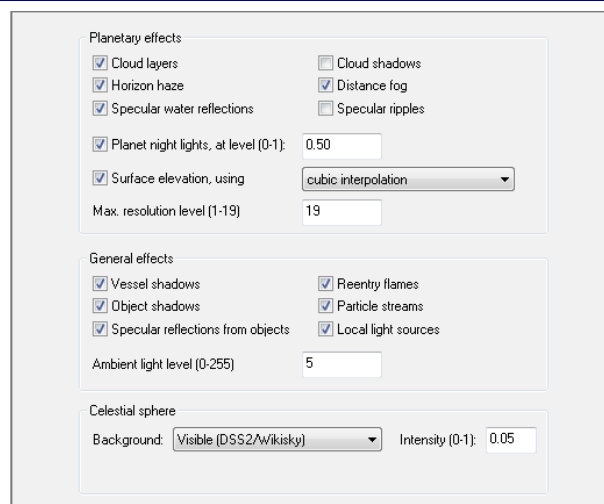 Planetary effects
Cloud layers Cloud shadows
Horizon haze Distance fog
Specular water reflections Specular ripples
Planet night lights, at level (0-1): 0.50
Surface elevation, using cubic interpolation
Max. resolution level (1-19) 19
General effects
Vessel shadows Reentry flames
Object shadows Particle streams
Specular reflections from objects Local light sources
Ambient light level (0-255) 5
Celestial sphere
Background: Visible (DSS2/Wikisky) Intensity (0-1): 0.05